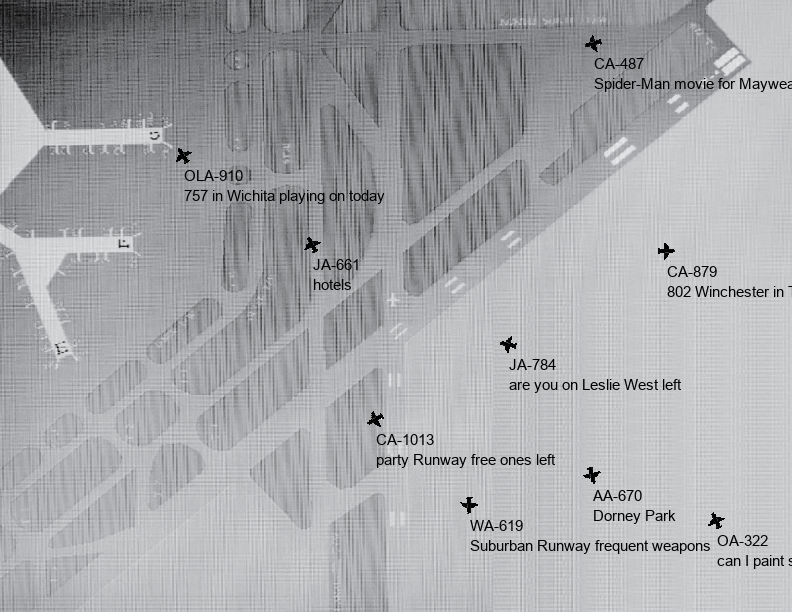 CA-487
Spider-Man movie for Maywea
OLA-910
757 in Wichita playing on today
JA-661
hotels
CA-879
802 Winchester in T
JA-784
are you on Leslie West left
CA-1013
party Runway free ones left
AA-670
Dorney Park
WA-619
Suburban Runway frequent weapons
OA-322
can I paint s